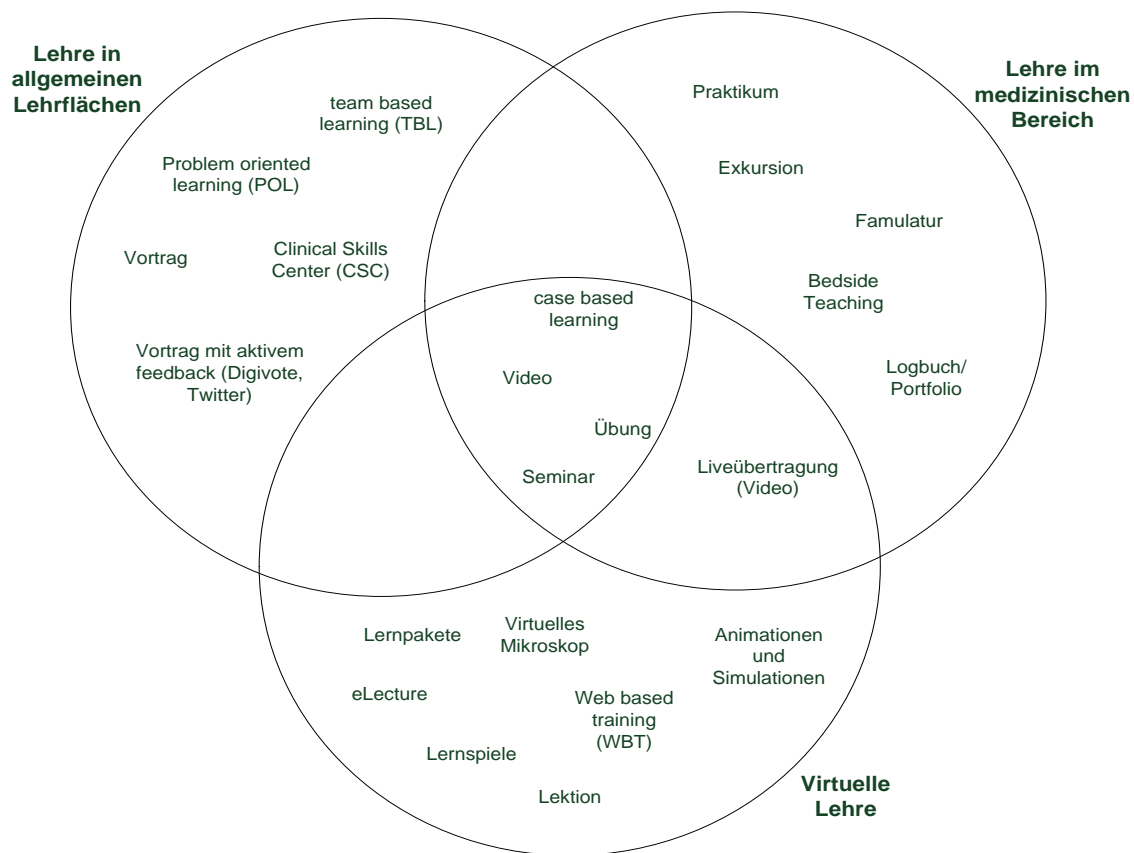 Lehre in
allgemeinen
Lehrflächen
team based
learning (TBL)
Problem oriented
learning (POL)
Vortrag
Clinical Skills
Center (CSC)
Vortrag mit aktivem
feedback (Digivote,
Twitter)
Lehre im
medizinischen
Bereich
Praktikum
Exkursion
Famulatur
Bedside
Teaching
Logbuch/
Portfolio
case based
learning
Video
Übung
Seminar
Liveübertragung
(Video)
Lernpakete
Virtuelles
Mikroskop
Animationen
und
Simulationen
eLecture
Web based
training
(WBT)
Lernspiele
Lektion
Virtuelle
Lehre